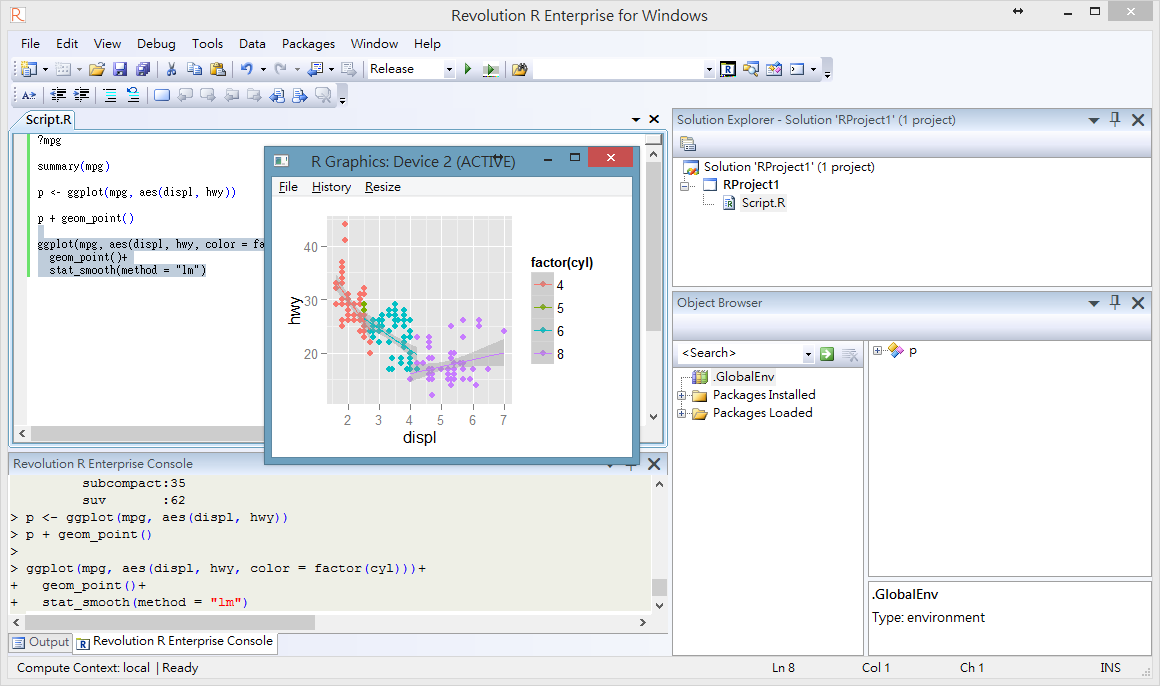 Revolution R Enterprise for Windows
File Edit View Debug Tools Data Packages Window Help
Release
Script.R
?mpg
summary(mpg)
p <- ggplot(mpg, aes(displ, hwy))
p + geom_point()
ggplot(mpg, aes(displ, hwy, color = fa
geom_point()+
stat_smooth(method = "lm")
R Graphics: Device 2 (ACTIVE)
File History Resize
40
30
20
hwy
2 3 4 5 6 7
displ
factor(cyl)
4
5
6
8
Solution Explorer - Solution 'RProject1' (1 project)
Solution 'RProject1' (1 project)
RProject1
Script.R
Object Browser
<Search>
.GlobalEnv
Packages Installed
Packages Loaded
p
.GlobalEnv
Type: environment
Revolution R Enterprise Console
subcompact:35
suv :62
> p <- ggplot(mpg, aes(displ, hwy))
> p + geom_point()
>
> ggplot(mpg, aes(displ, hwy, color = factor(cyl)))+
+ geom_point()+
+ stat_smooth(method = "lm")
Output Revolution R Enterprise Console
Compute Context: local | Ready Ln 8 Col 1 Ch 1 INS